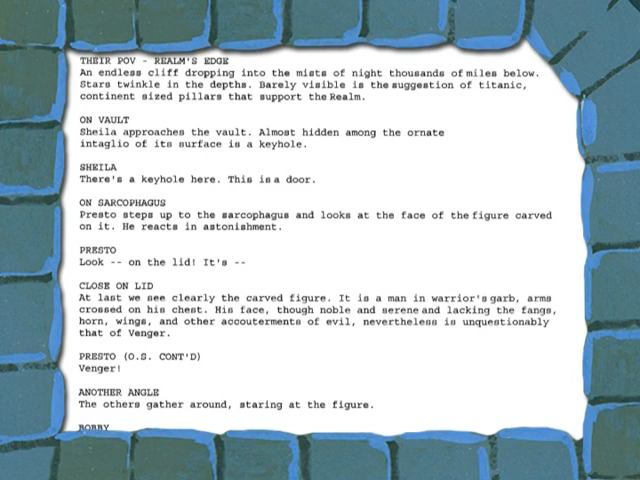 THEIR POV - REALM'S EDGE
An endless cliff dropping into the mists of night thousands of miles below.
Stars twinkle in the depths. Barely visible is the suggestion of titanic,
continent sized pillars that support the Realm.
ON VAULT
Sheila approaches the vault. Almost hidden among the ornate
intaglio of its surface is a keyhole.
SHEILA
There's a keyhole here. This is a door.
ON SARCOPHAGUS
Presto steps up to the sarcophagus and looks at the face of the figure carved
on it. He reacts in astonishment.
PRESTO
Look -- on the lid! It's --
CLOSE ON LID
At last we see clearly the carved figure. It is a man in warrior's garb, arms
crossed on his chest. His face, though noble and serene and lacking the fangs,
horn, wings, and other accouterments of evil, nevertheless is unquestionably
that of Venger.
PRESTO (O.S. CONT'D)
Venger!
ANOTHER ANGLE
The others gather around, staring at the figure.
BOBBY